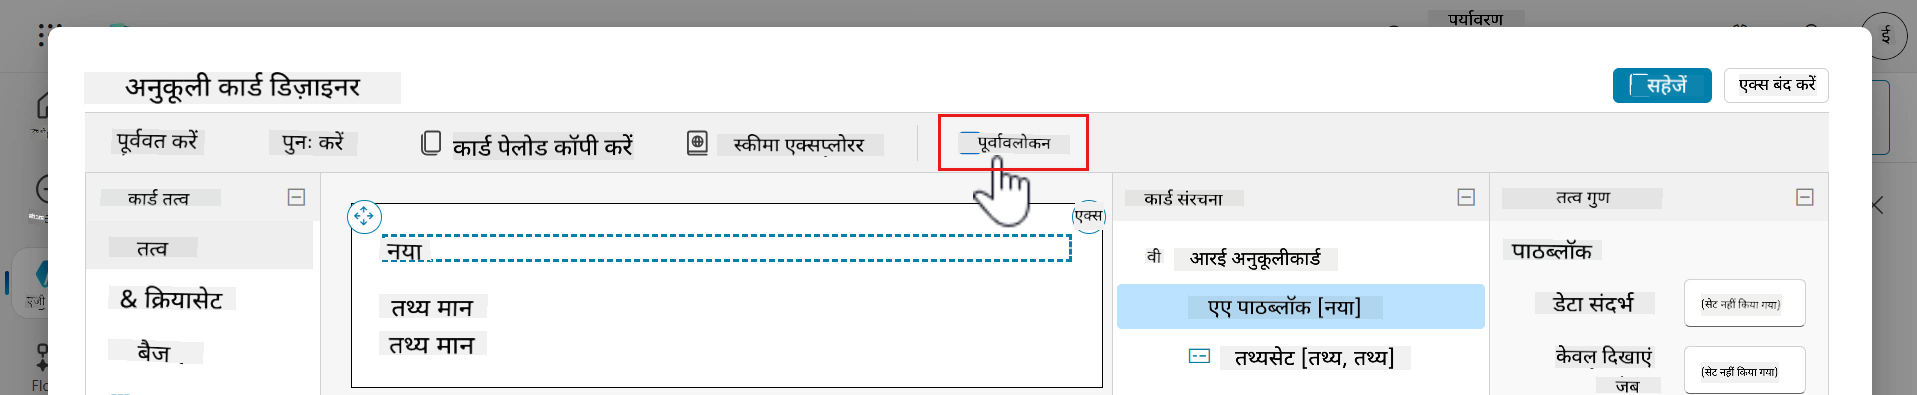 पर्यावरण
ई
अनुकूली कार्ड डिज़ाइनर
सहेजें
एक्स बंद करें
पूर्ववत करें
पुनः करें
कार्ड पेलोड कॉपी करें
स्कीमा एक्सप्लोरर
पूर्वावलोकन
कार्ड तत्व
तत्व
& क्रियासेट
बैज
एक्स
नया
तथ्य मान
तथ्य मान
कार्ड संरचना
वी
आरई अनुकूलीकार्ड
एए पाठब्लॉक [नया]
तथ्यसेट [तथ्य, तथ्य]
तत्व गुण
पाठब्लॉक
डेटा संदर्भ
(सेट नहीं किया गया)
केवल दिखाएं
जब
(सेट नहीं किया गया)
एजी
Flo